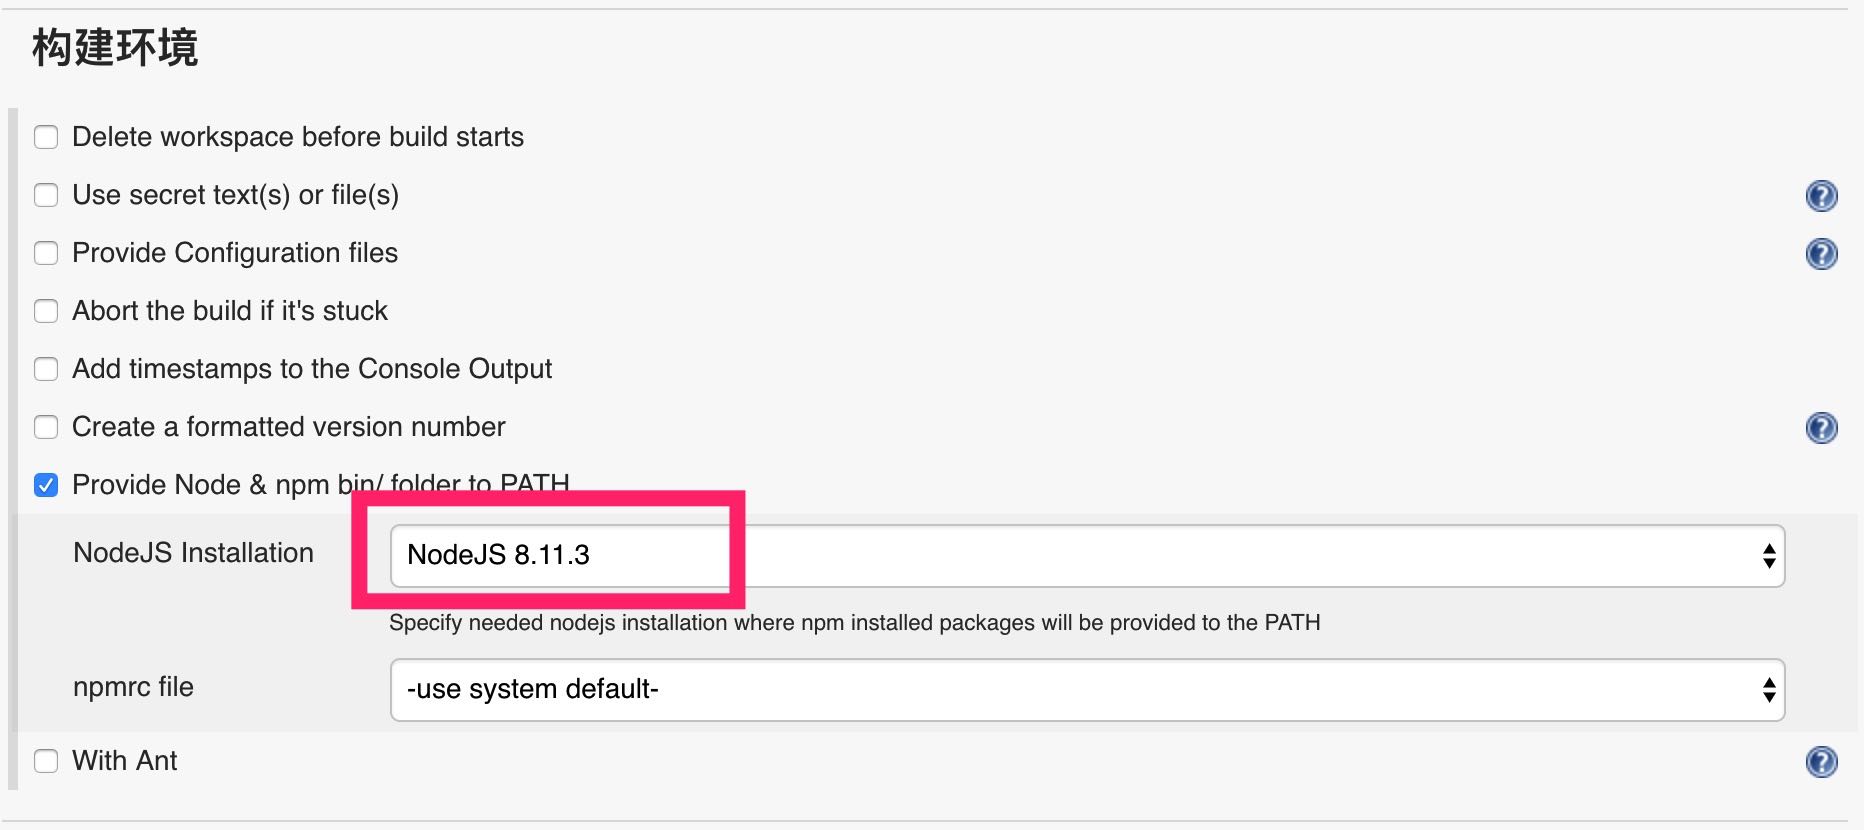 构建环境
Delete workspace before build starts
Use secret text(s) or file(s)
Provide Configuration files
Abort the build if it's stuck
Add timestamps to the Console Output
Create a formatted version number
Provide Node & npm bin/ folder to PATH
NodeJS Installation
NodeJS 8.11.3
Specify needed nodejs installation where npm installed packages will be provided to the PATH
npmrc file
-use system default-
With Ant